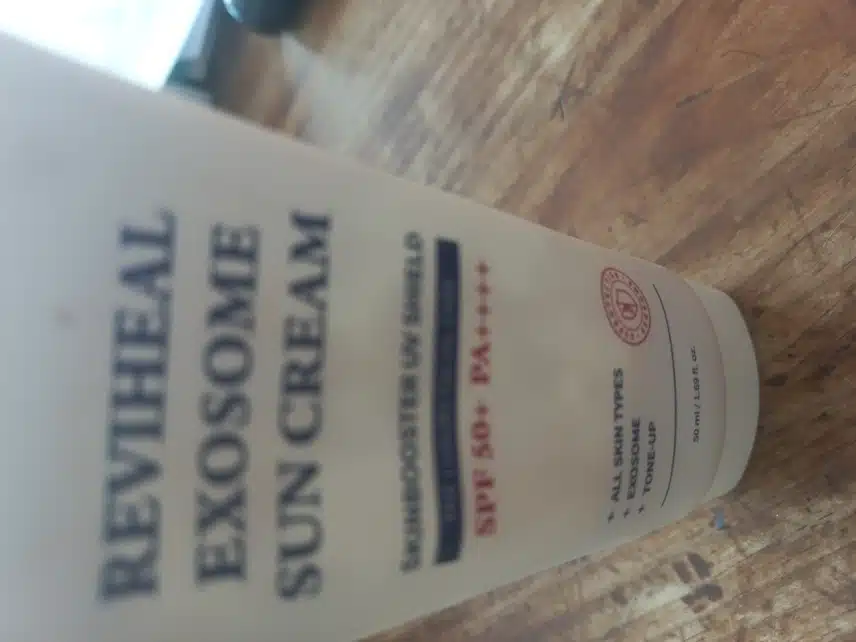 REVIHEAL
EXOSOME
SUN CREAM
SKINBOOSTER UV SHIELD
SPF 50+ PA++++
ALL SKIN TYPES
EXOSOME
TONE-UP
50 ml / 1.69 fl. oz.